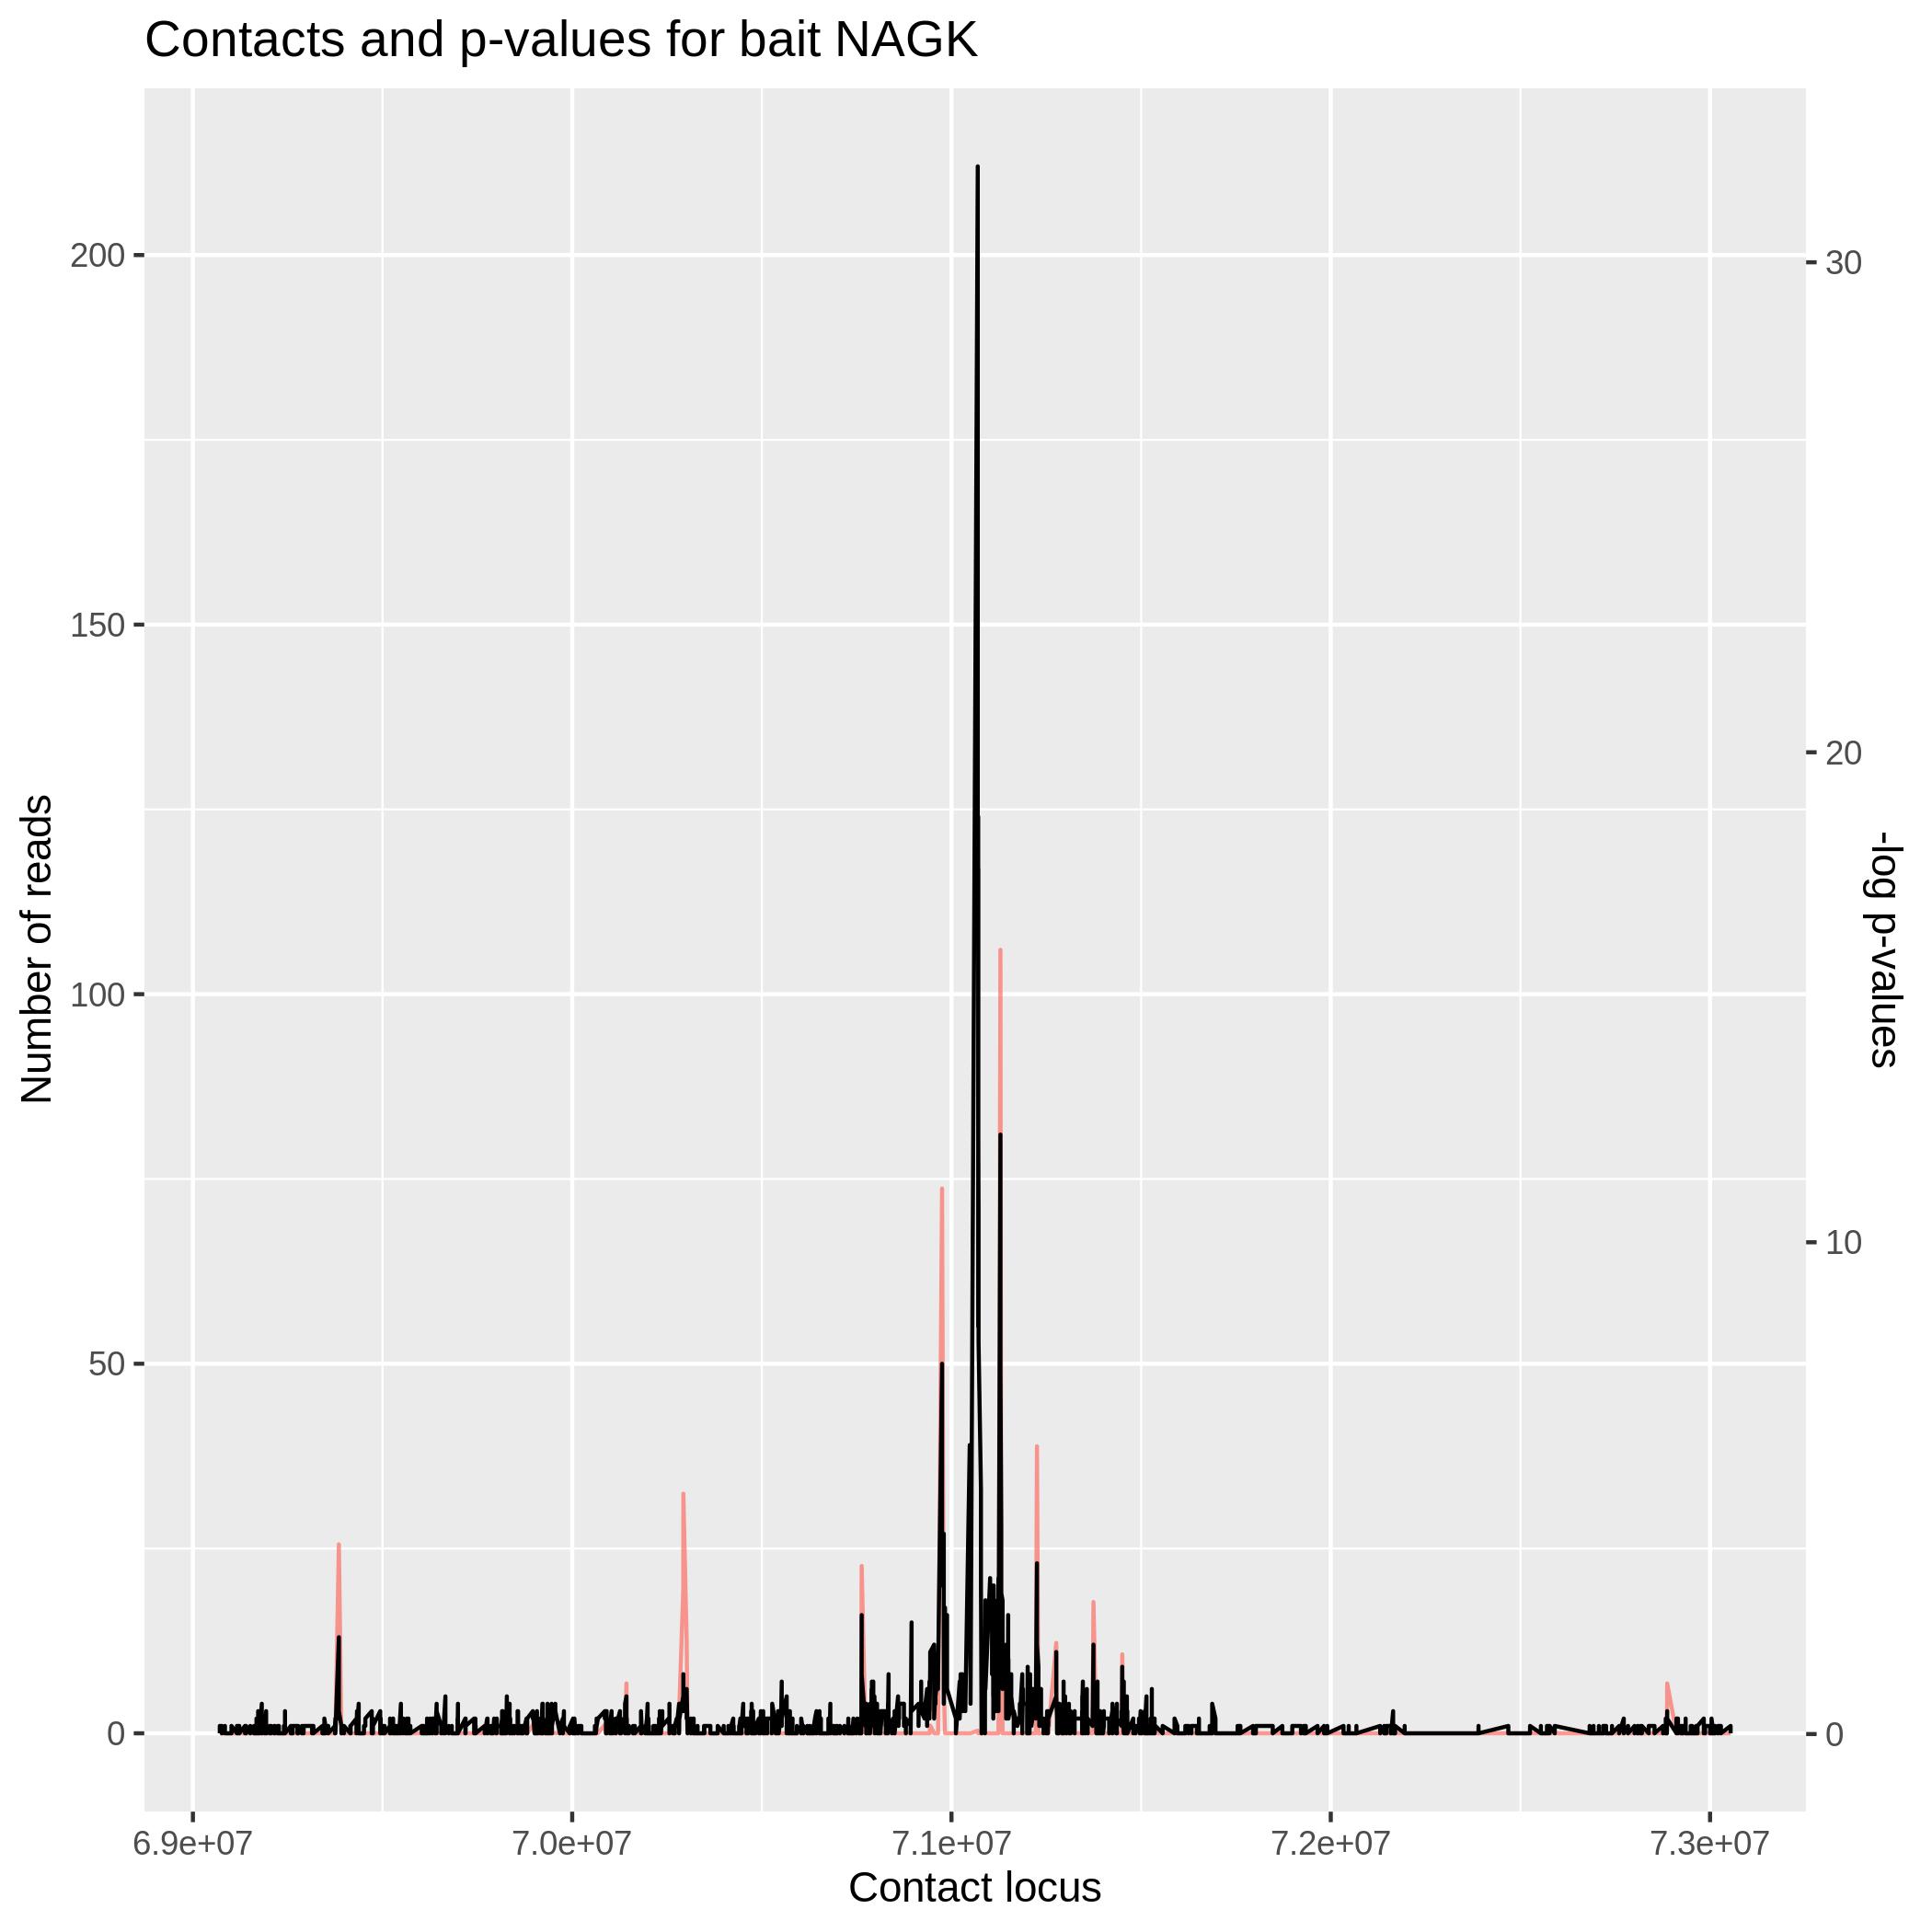 Contacts and p-values for bait NAGK
200
150
100
50
0
Number of reads
30
20
10
0
-log p-values
6.9e+07
7.0e+07
7.1e+07
7.2e+07
7.3e+07
Contact locus